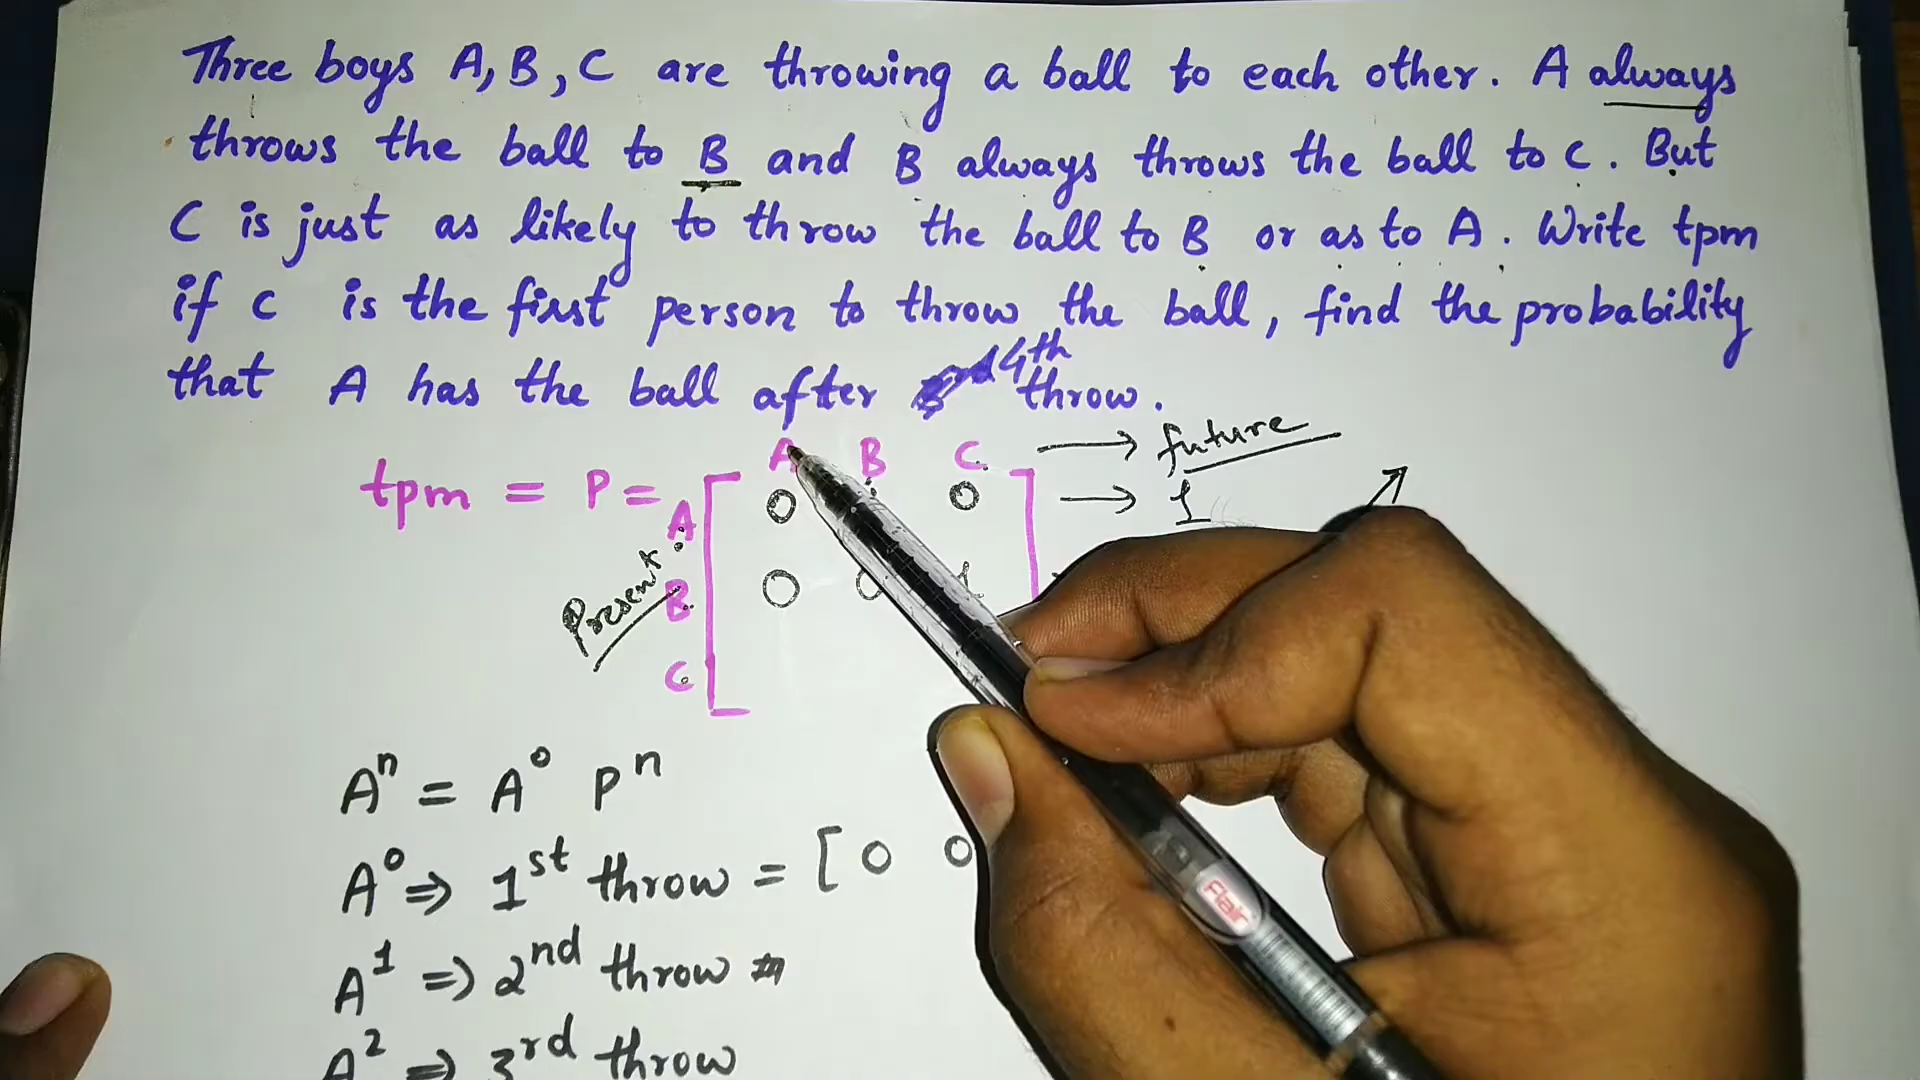 Three boys A, B, C are throwing a ball to each other. A always
throws the ball to B and B always throws the ball to C. But
C is just as likely to throw the ball to B or as to A. Write tpm
if C is the first person to throw the ball, find the probability
that A has the ball after 4th throw.
A B C → future
tpm = P = A 0 0 → 1
Present B 0 0 1
C
Aⁿ = A⁰ Pⁿ
A⁰ ⇒ 1st throw = [ 0 0
A¹ ⇒ 2nd throw =
A² ⇒ 3rd throw
Flair